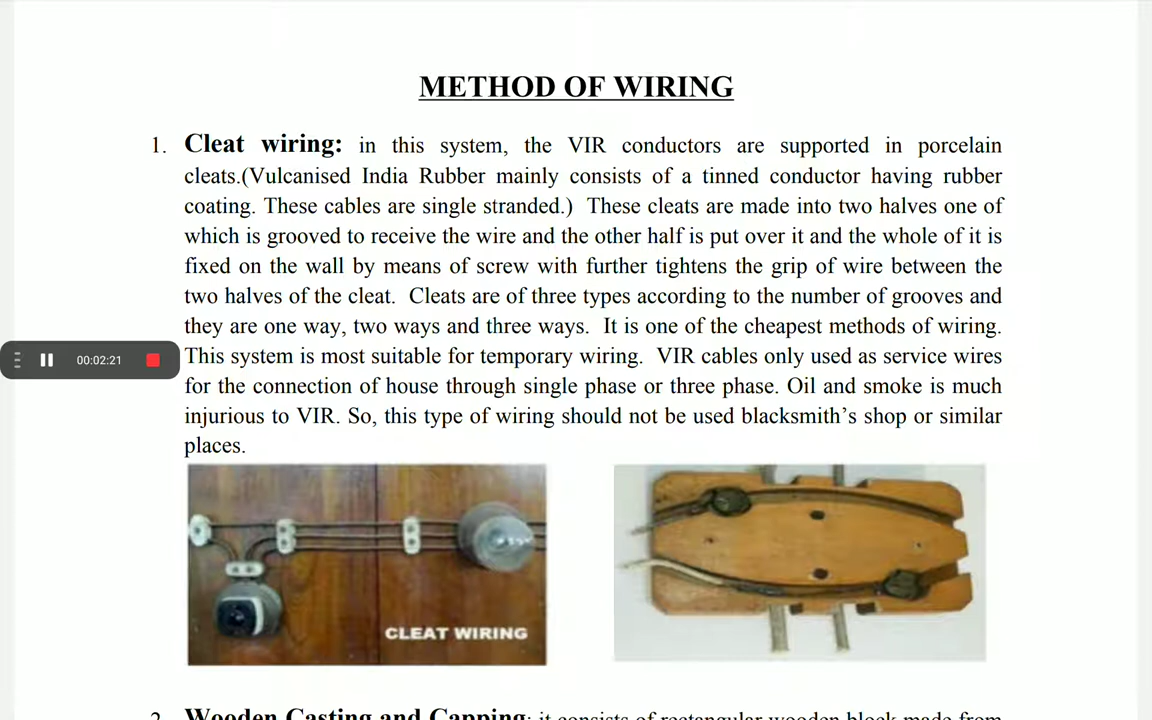 METHOD OF WIRING
1. Cleat wiring: in this system, the VIR conductors are supported in porcelain
cleats.(Vulcanised India Rubber mainly consists of a tinned conductor having rubber
coating. These cables are single stranded.) These cleats are made into two halves one of
which is grooved to receive the wire and the other half is put over it and the whole of it is
fixed on the wall by means of screw with further tightens the grip of wire between the
two halves of the cleat. Cleats are of three types according to the number of grooves and
they are one way, two ways and three ways. It is one of the cheapest methods of wiring.
00:02:21
This system is most suitable for temporary wiring. VIR cables only used as service wires
for the connection of house through single phase or three phase. Oil and smoke is much
injurious to VIR. So, this type of wiring should not be used blacksmith’s shop or similar
places.
CLEAT WIRING
2. Wooden Casting and Capping: it consists of rectangular wooden block made from